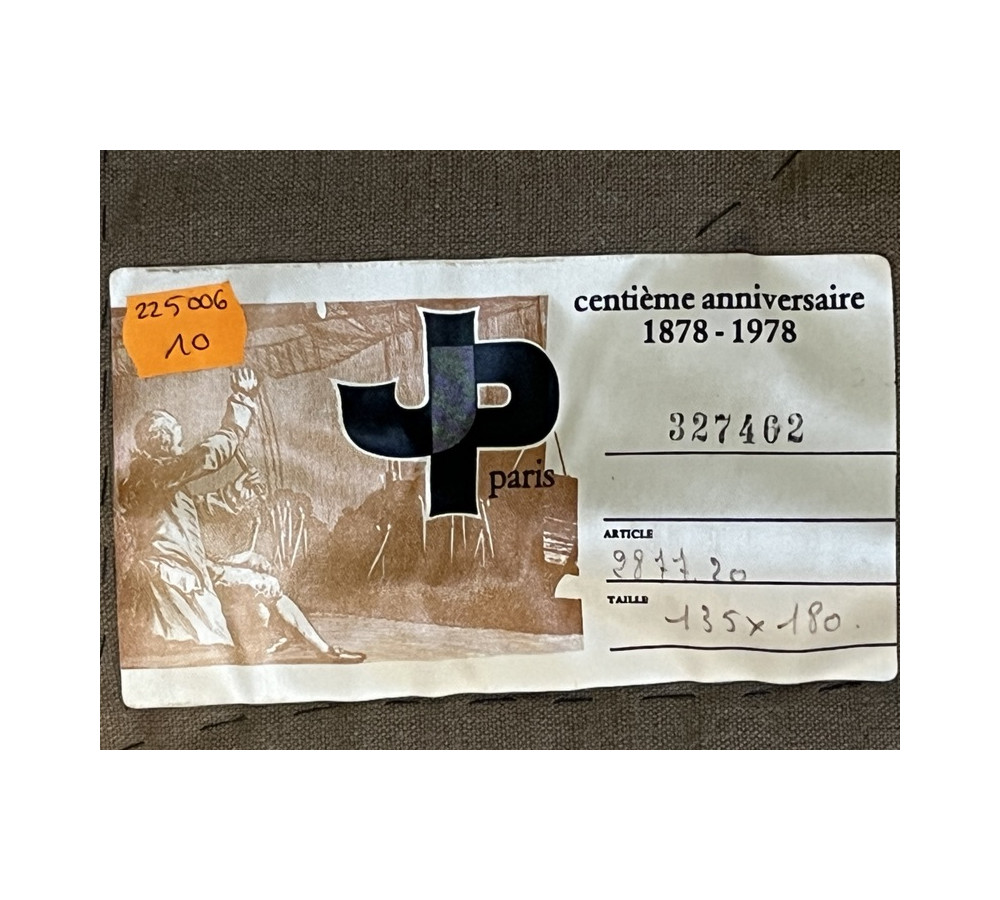 225006
10
JP
paris
centième anniversaire
1878 - 1978
327462
ARTICLE
9877.20
TAILLE
135x180.